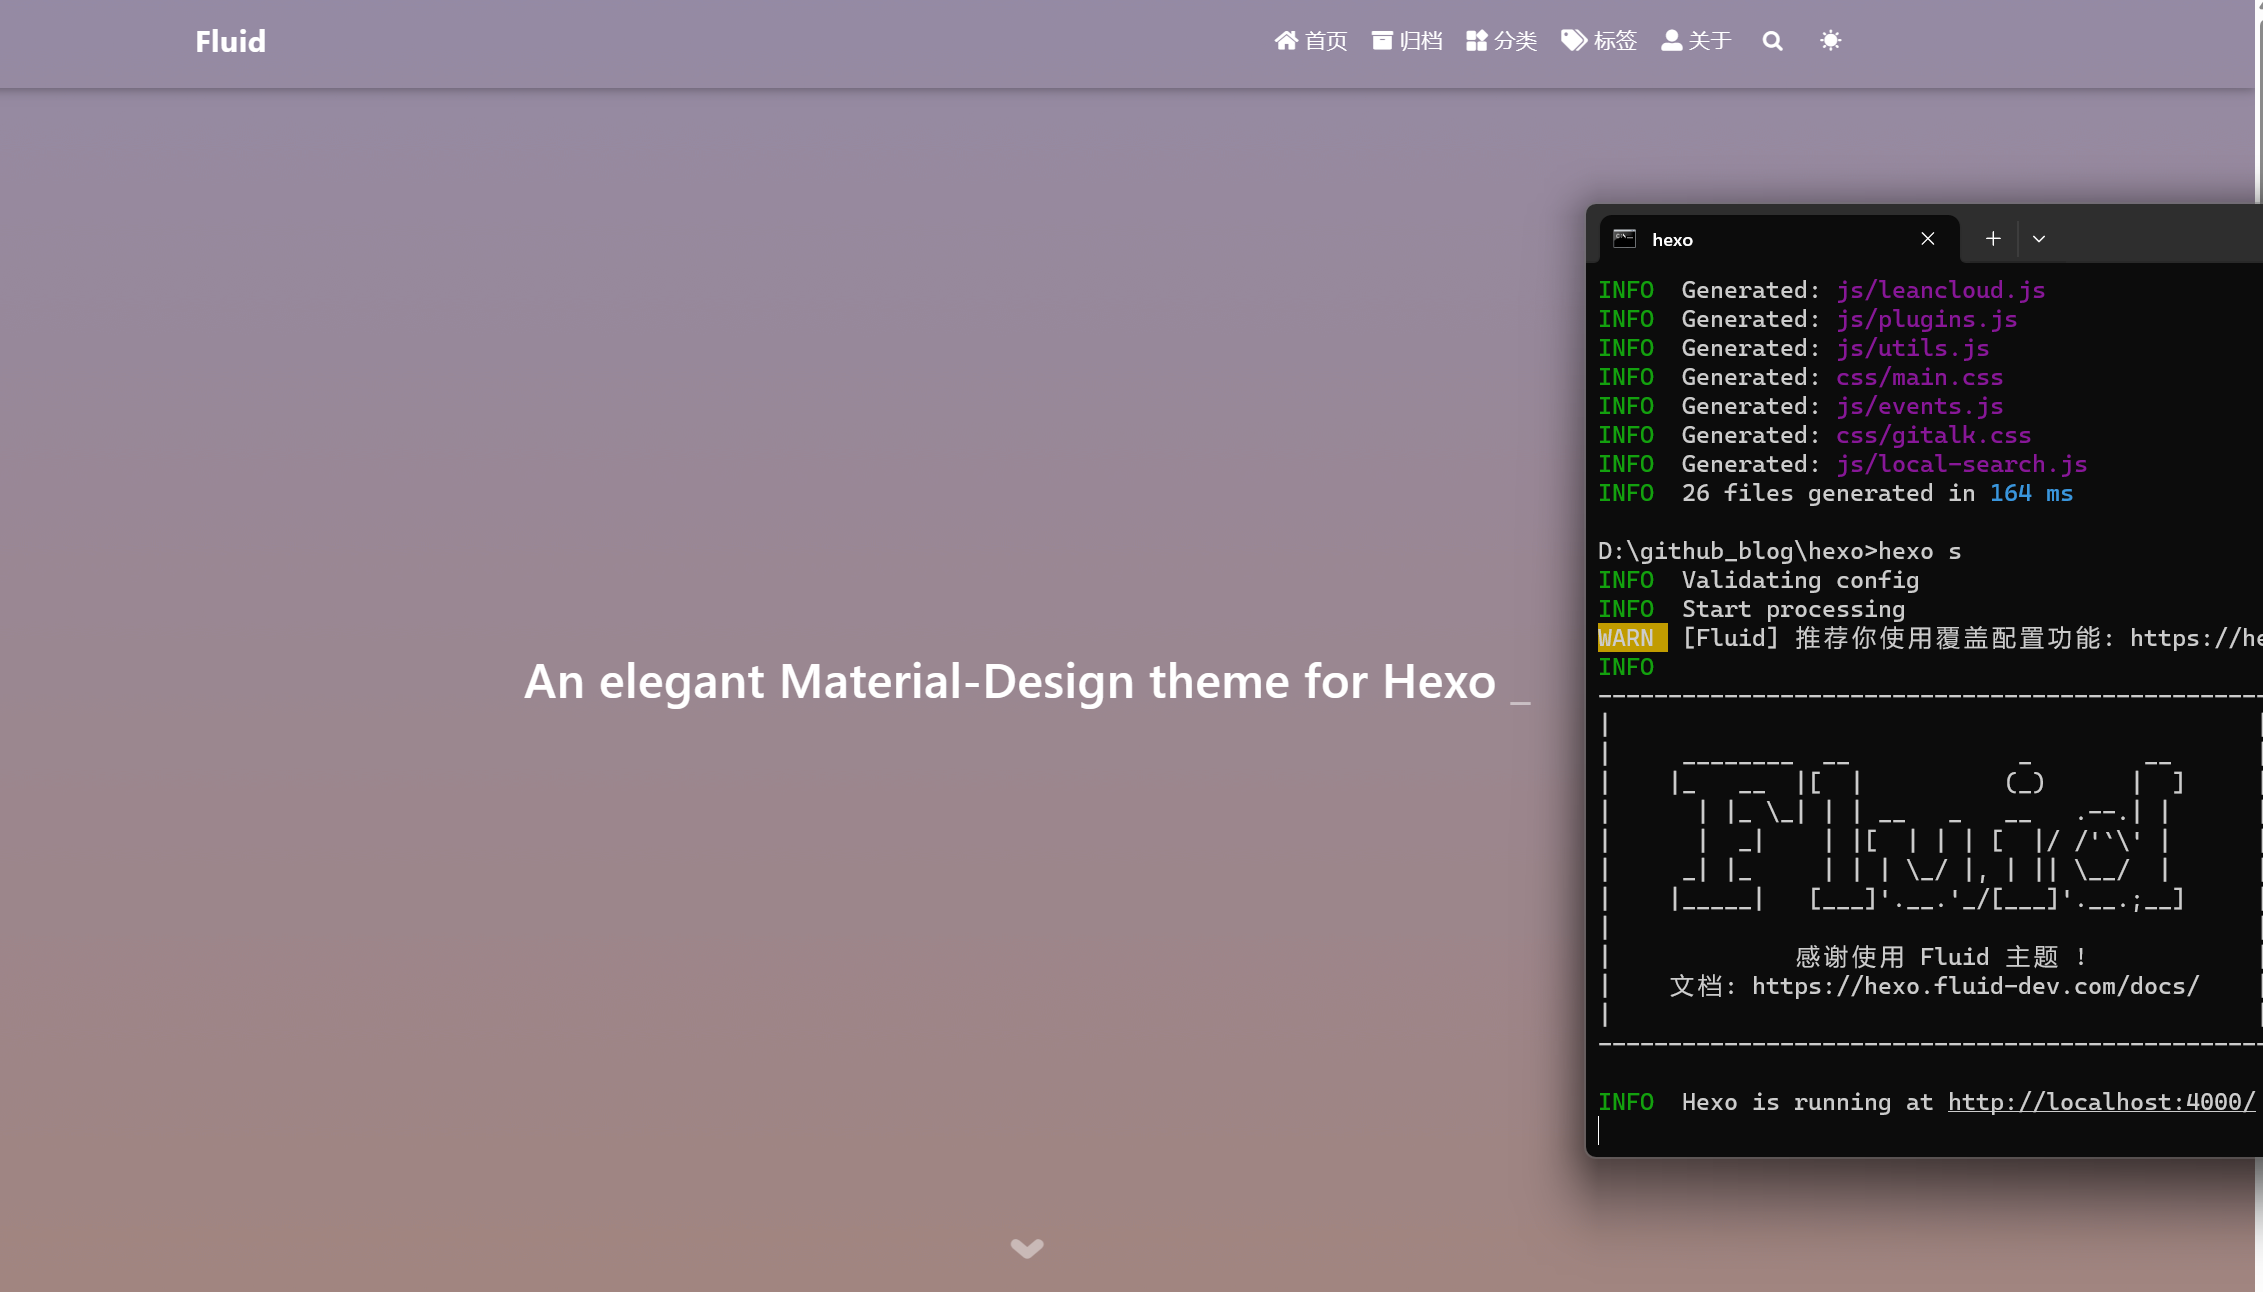 Fluid
首页 归档 分类 标签 关于
An elegant Material-Design theme for Hexo _
hexo
INFO  Generated: js/leancloud.js
INFO  Generated: js/plugins.js
INFO  Generated: js/utils.js
INFO  Generated: css/main.css
INFO  Generated: js/events.js
INFO  Generated: css/gitalk.css
INFO  Generated: js/local-search.js
INFO  26 files generated in 164 ms
D:\github_blog\hexo>hexo s
INFO  Validating config
INFO  Start processing
WARN  [Fluid] 推荐你使用覆盖配置功能: https://he
INFO
感谢使用 Fluid 主题 !
文档: https://hexo.fluid-dev.com/docs/
INFO  Hexo is running at http://localhost:4000/